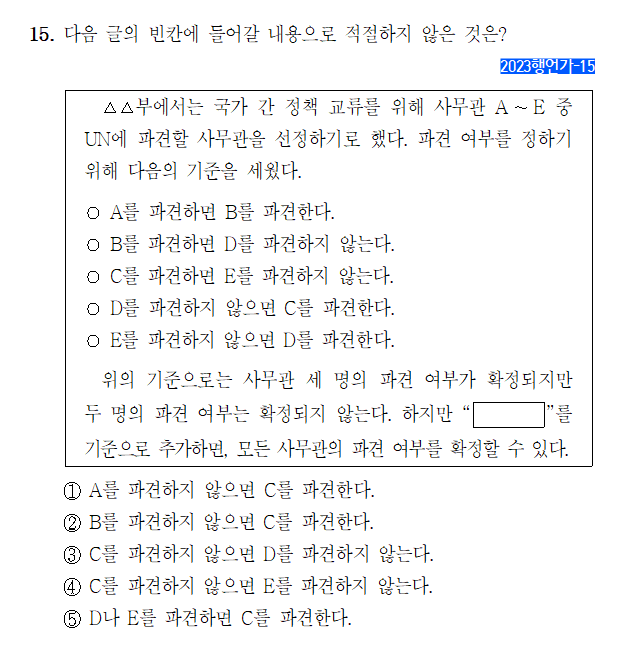 15. 다음 글의 빈칸에 들어갈 내용으로 적절하지 않은 것은?
2023행언가-15
△△부에서는 국가 간 정책 교류를 위해 사무관 A～E 중
UN에 파견할 사무관을 선정하기로 했다. 파견 여부를 정하기
위해 다음의 기준을 세웠다.
○ A를 파견하면 B를 파견한다.
○ B를 파견하면 D를 파견하지 않는다.
○ C를 파견하면 E를 파견하지 않는다.
○ D를 파견하지 않으면 C를 파견한다.
○ E를 파견하지 않으면 D를 파견한다.
위의 기준으로는 사무관 세 명의 파견 여부가 확정되지만
두 명의 파견 여부는 확정되지 않는다. 하지만 “ ”를
기준으로 추가하면, 모든 사무관의 파견 여부를 확정할 수 있다.
① A를 파견하지 않으면 C를 파견한다.
② B를 파견하지 않으면 C를 파견한다.
③ C를 파견하지 않으면 D를 파견하지 않는다.
④ C를 파견하지 않으면 E를 파견하지 않는다.
⑤ D나 E를 파견하면 C를 파견한다.